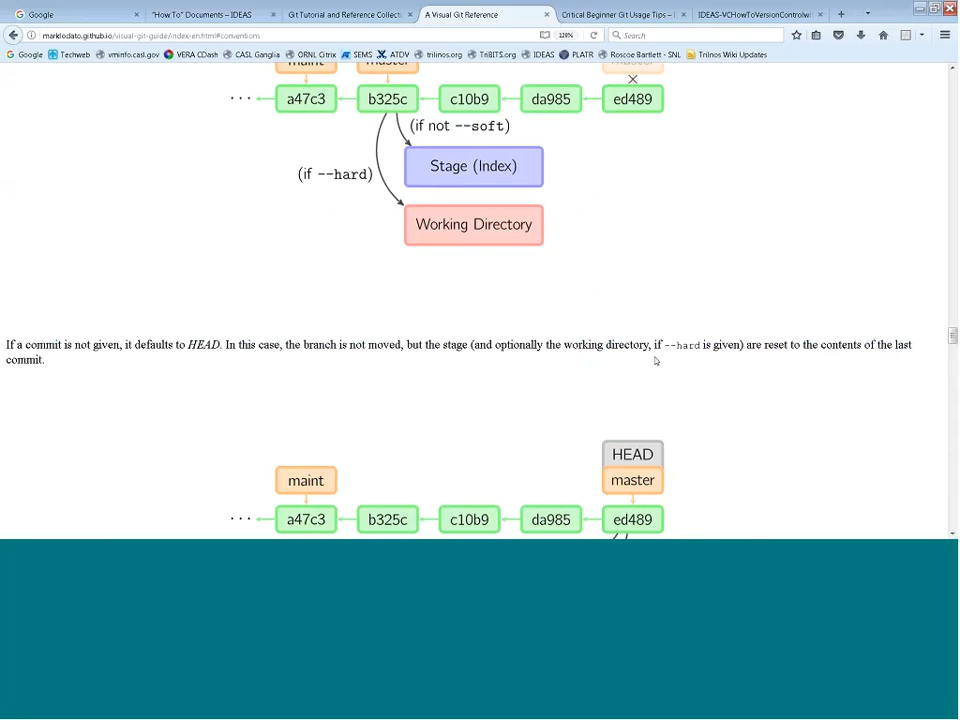 Google
"How To" Documents – IDEAS
Git Tutorial and Reference Collecti
A Visual Git Reference
Critical Beginner Git Usage Tips –
IDEAS-VCHowToVersionControlw
marklodato.github.io/visual-git-guide/index-en.html#conventions
120%
Search
Google
Techweb
vminfo.casl.gov
VERA CDash
CASL Ganglia
ORNL Citrix
SEMS
ATDV
trilinos.org
TriBITS.org
IDEAS
PLATR
Roscoe Bartlett - SNL
Trilnos Wiki Updates
maint
master
master
... a47c3 b325c c10b9 da985 ed489
(if not --soft)
Stage (Index)
(if --hard)
Working Directory
If a commit is not given, it defaults to HEAD. In this case, the branch is not moved, but the stage (and optionally the working directory, if --hard is given) are reset to the contents of the last
commit.
HEAD
maint
master
... a47c3 b325c c10b9 da985 ed489